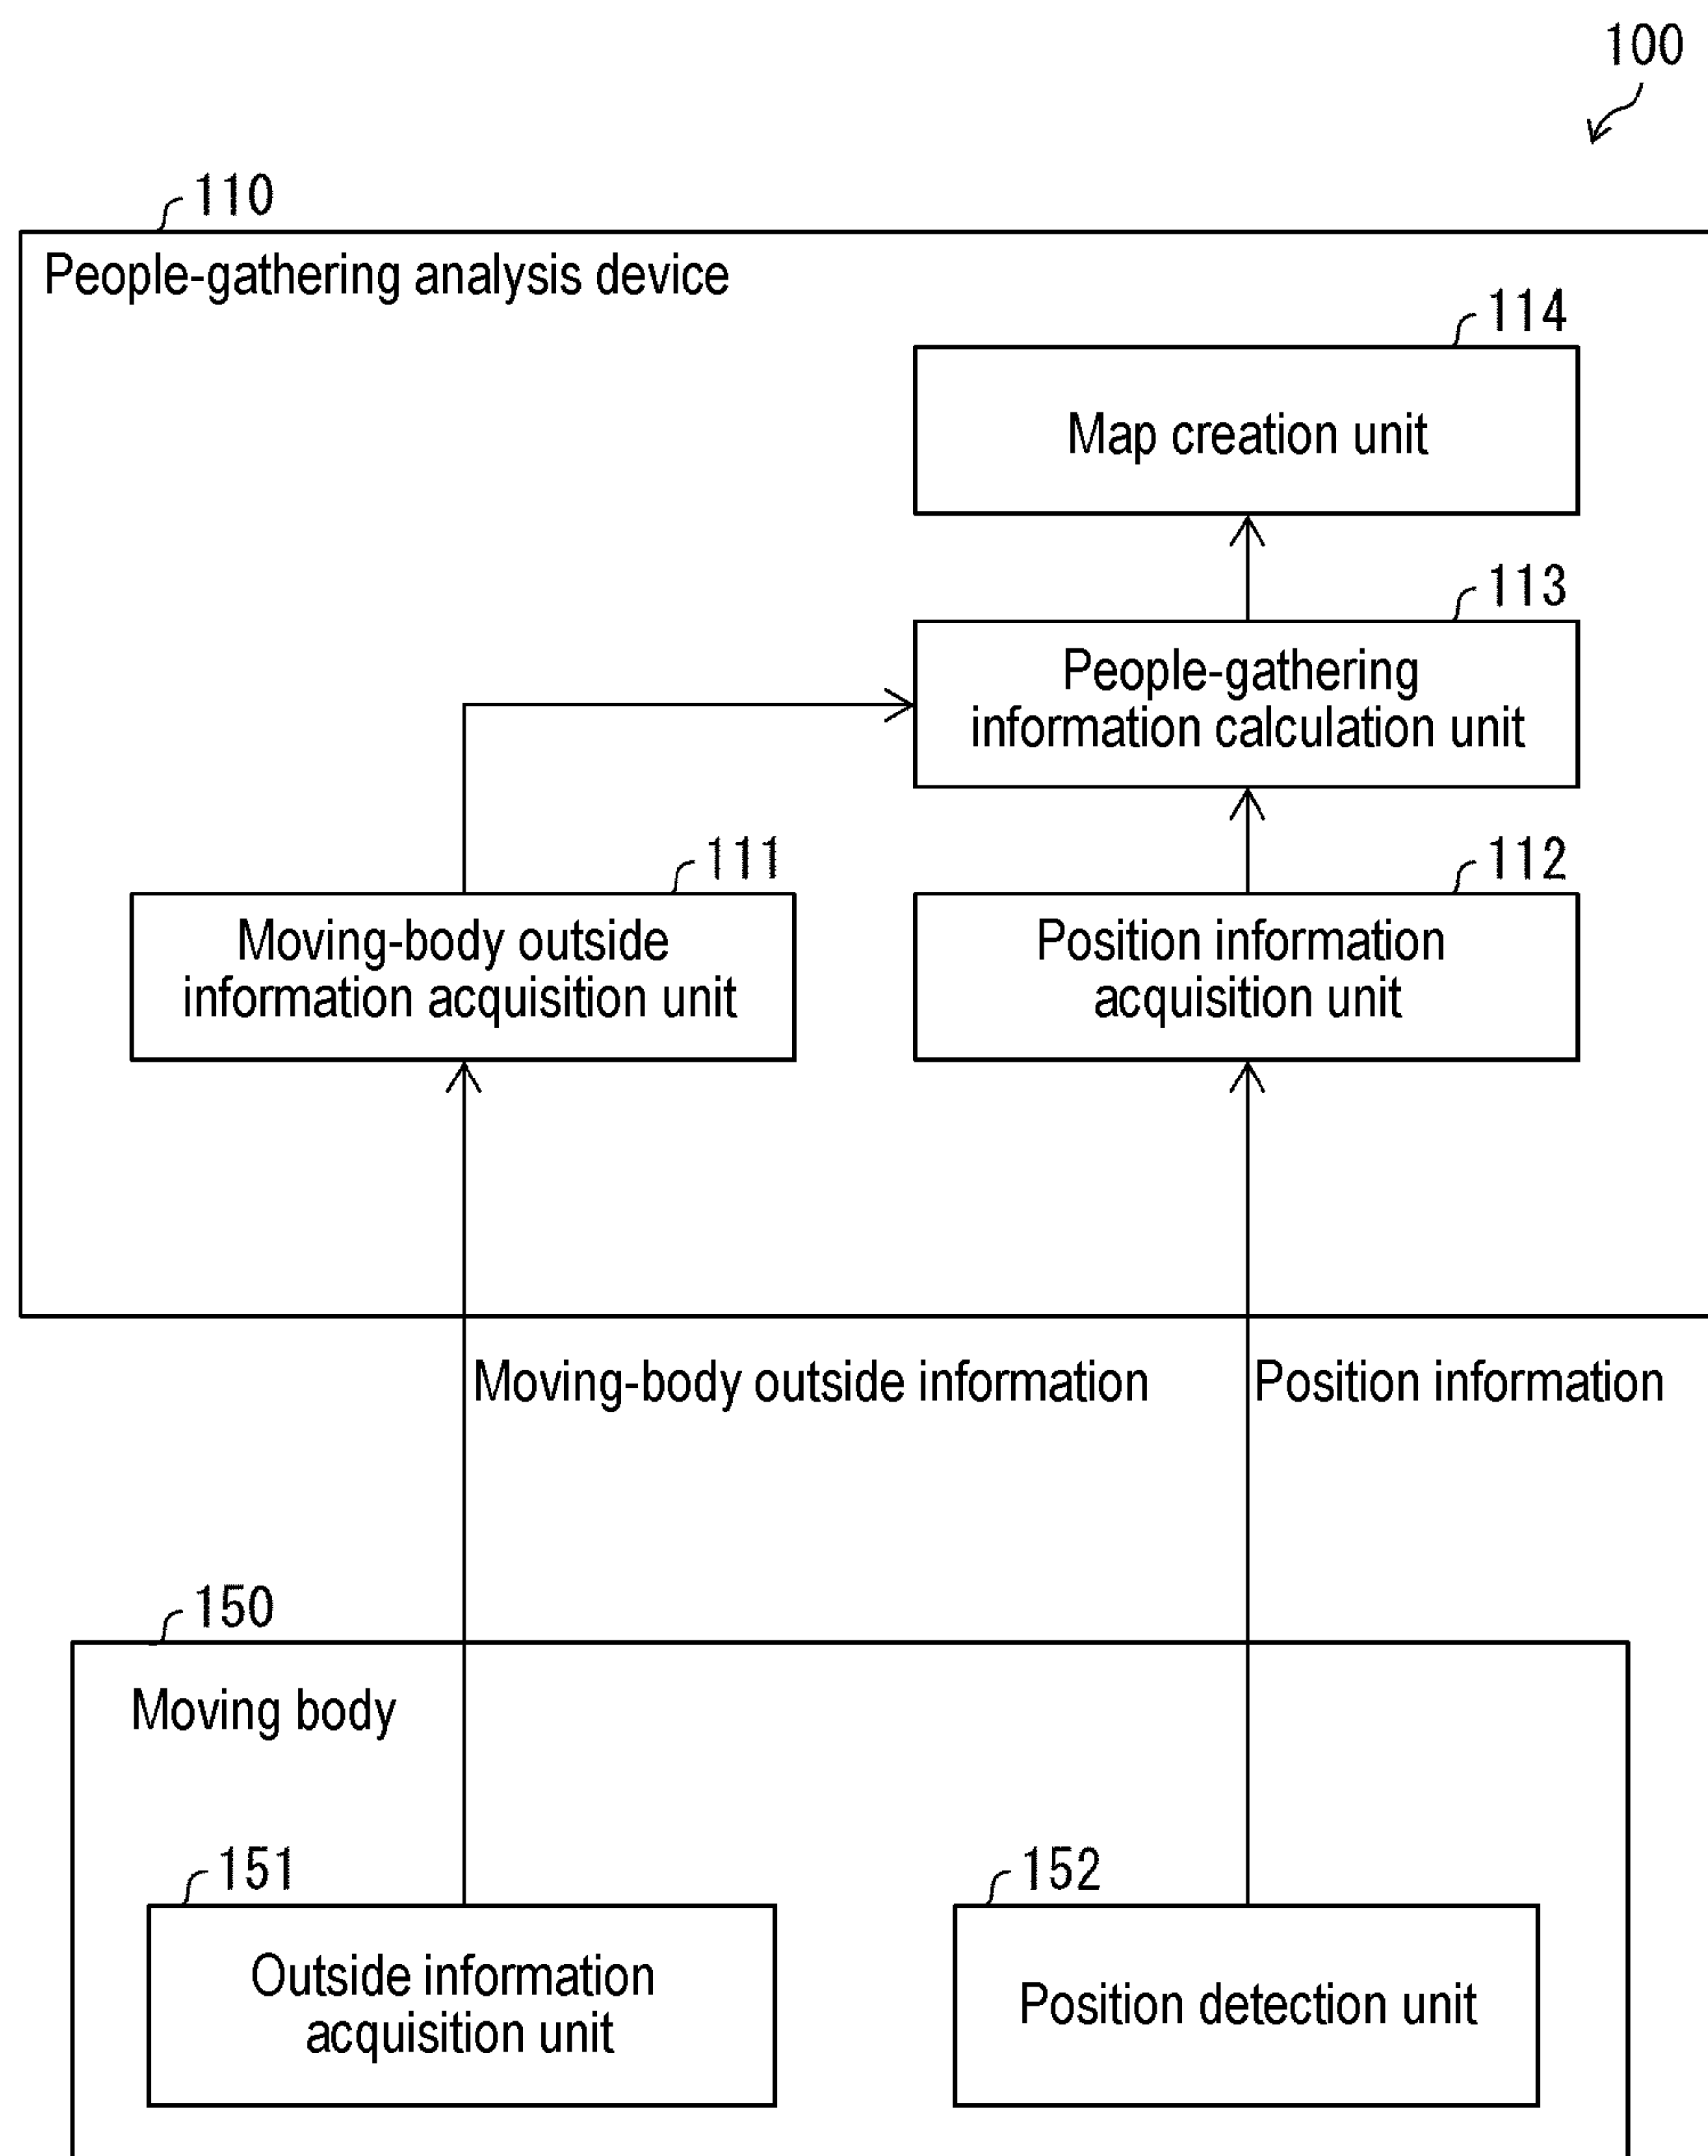 100
110
People-gathering analysis device
114
Map creation unit
113
People-gathering
information calculation unit
111
Moving-body outside
information acquisition unit
112
Position information
acquisition unit
Moving-body outside information
Position information
150
Moving body
151
Outside information
acquisition unit
152
Position detection unit